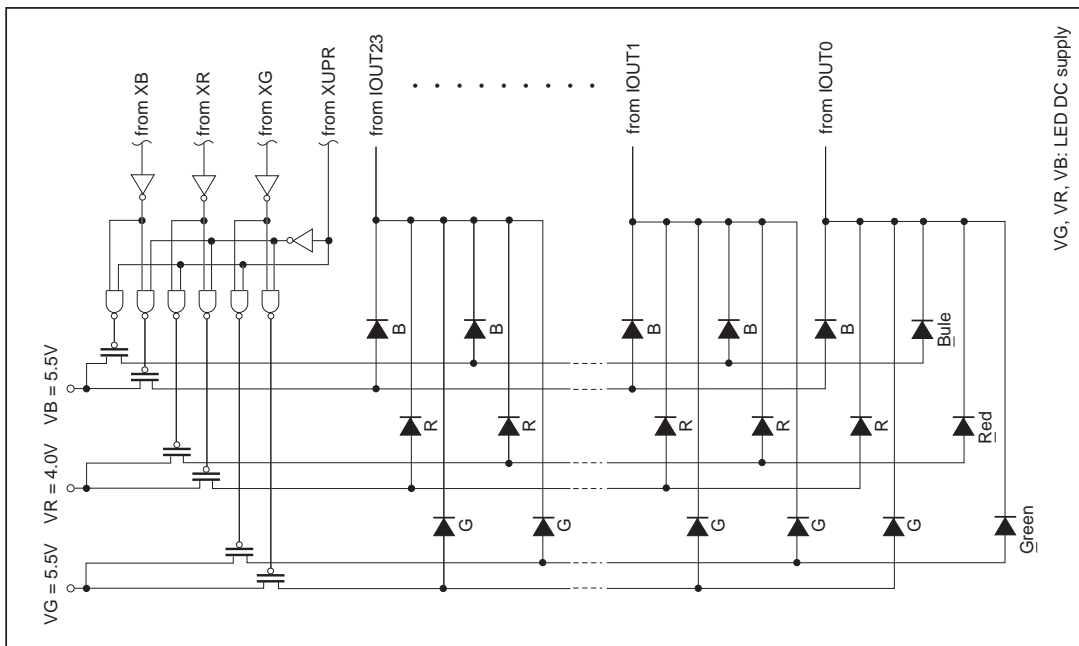 from XB
from XR
from XG
from XUPR
from IOUT23
from IOUT1
from IOUT0
VB = 5.5V
VR = 4.0V
VG = 5.5V
B
B
B
B
B
Bule
R
R
R
R
R
Red
G
G
G
G
G
Green
VG, VR, VB: LED DC supply